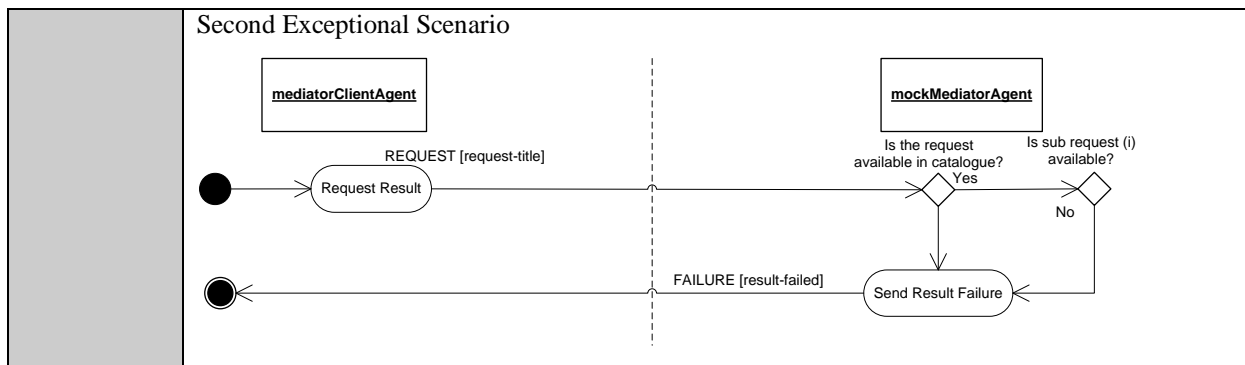 Second Exceptional Scenario
mediatorClientAgent
mockMediatorAgent
REQUEST [request-title]
Is the request
available in catalogue?
Is sub request (i)
available?
Request Result
Yes
No
FAILURE [result-failed]
Send Result Failure